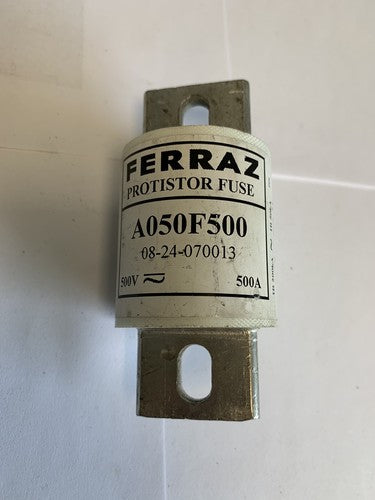 FERRAZ
PROTISTOR FUSE
A050F500
08-24-070013
500V ⎓ 500A